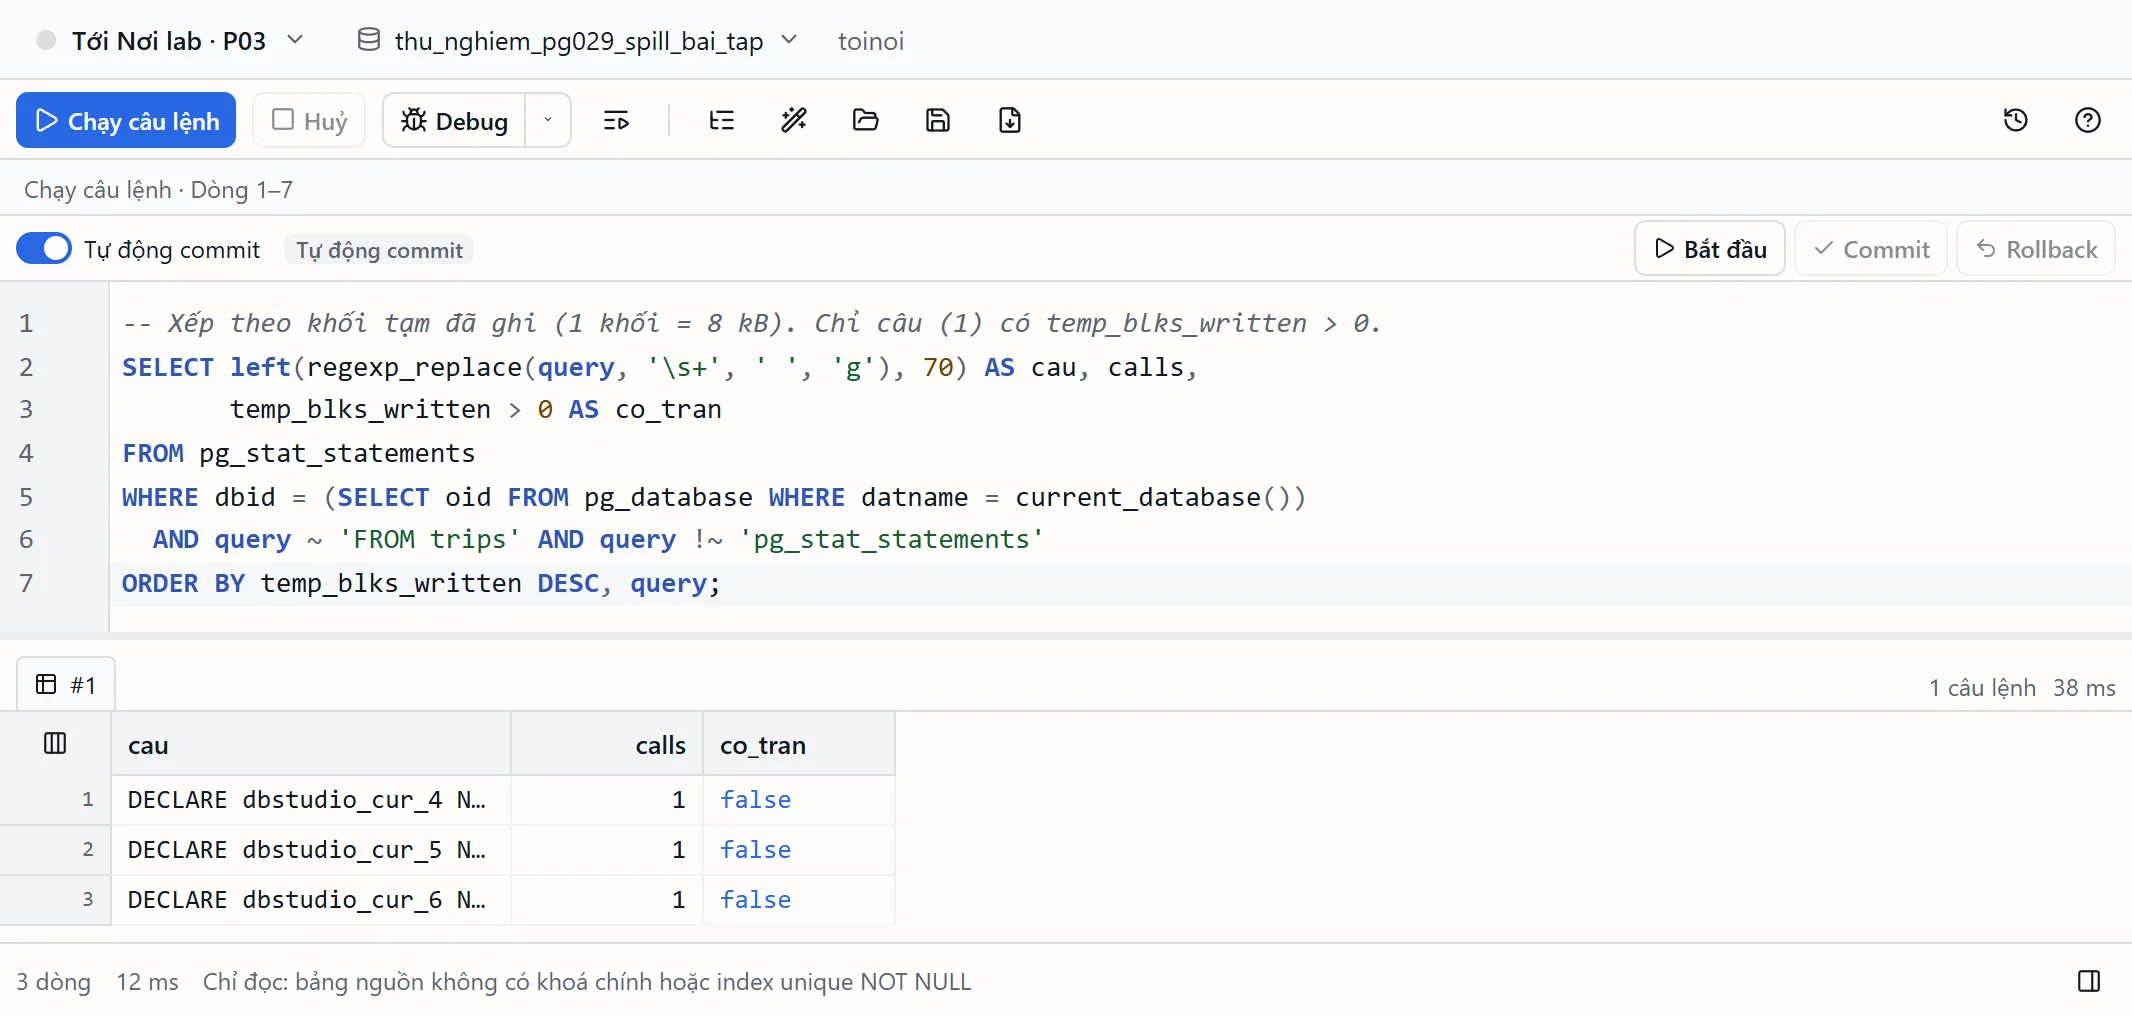 Tới Nơi lab · P03
thu_nghiem_pg029_spill_bai_tap
toinoi
Chạy câu lệnh
Huỷ
Debug
Chạy câu lệnh · Dòng 1–7
Tự động commit
Tự động commit
Bắt đầu
Commit
Rollback
1 -- Xếp theo khối tạm đã ghi (1 khối = 8 kB). Chỉ câu (1) có temp_blks_written > 0.
2 SELECT left(regexp_replace(query, '\s+', ' ', 'g'), 70) AS cau, calls,
3 temp_blks_written > 0 AS co_tran
4 FROM pg_stat_statements
5 WHERE dbid = (SELECT oid FROM pg_database WHERE datname = current_database())
6 AND query ~ 'FROM trips' AND query !~ 'pg_stat_statements'
7 ORDER BY temp_blks_written DESC, query;
#1
1 câu lệnh 38 ms
cau calls co_tran
1 DECLARE dbstudio_cur_4 N… 1 false
2 DECLARE dbstudio_cur_5 N… 1 false
3 DECLARE dbstudio_cur_6 N… 1 false
3 dòng 12 ms Chỉ đọc: bảng nguồn không có khoá chính hoặc index unique NOT NULL